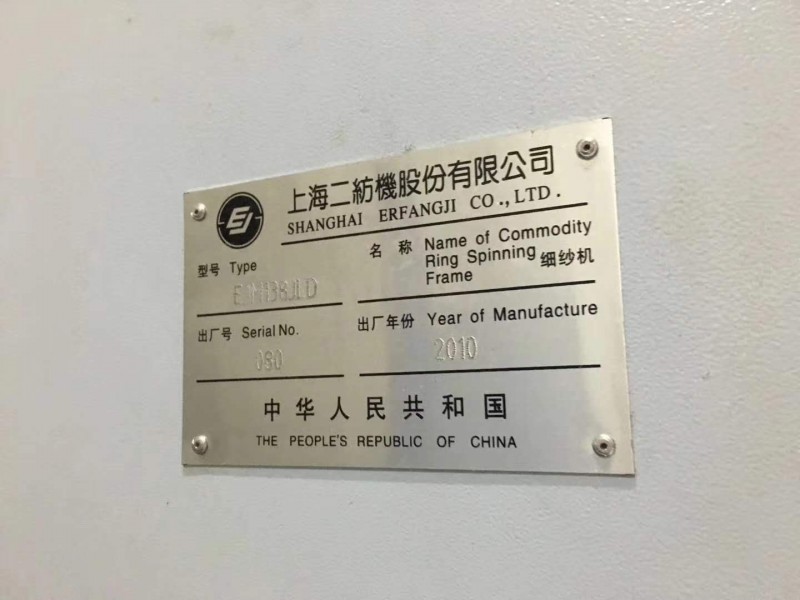 EJ
上海二紡機股份有限公司
SHANGHAI ERFANGJI CO., LTD.
型号 Type
名 称 Name of Commodity
Ring Spinning 细纱机
Frame
出厂号 Serial No.
080
出厂年份 Year of Manufacture
2010
中华人民共和国
THE PEOPLE'S REPUBLIC OF CHINA